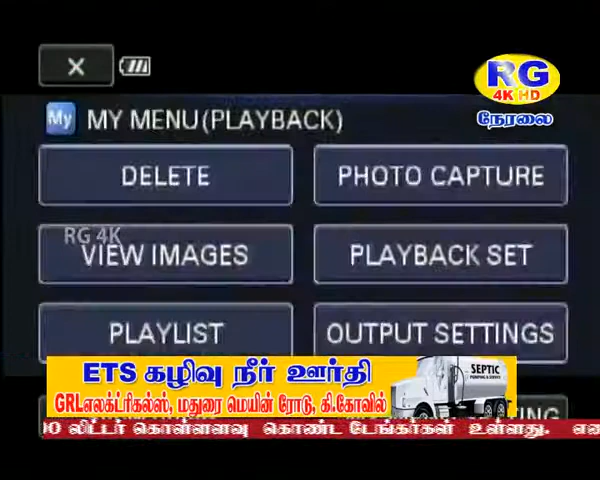 ×
RG
4K HD
நேரலை
My MY MENU(PLAYBACK)
DELETE
PHOTO CAPTURE
RG 4K
VIEW IMAGES
PLAYBACK SET
PLAYLIST
OUTPUT SETTINGS
ETS கழிவு நீர் ஊர்தி
GRLஎலக்ட்ரிகல்ஸ், மதுரை மெயின் ரோடு, கி.கோவில்
SEPTIC
லிட்டர் கொள்ளளவு கொண்ட டேங்கர்கள் உள்ளது.